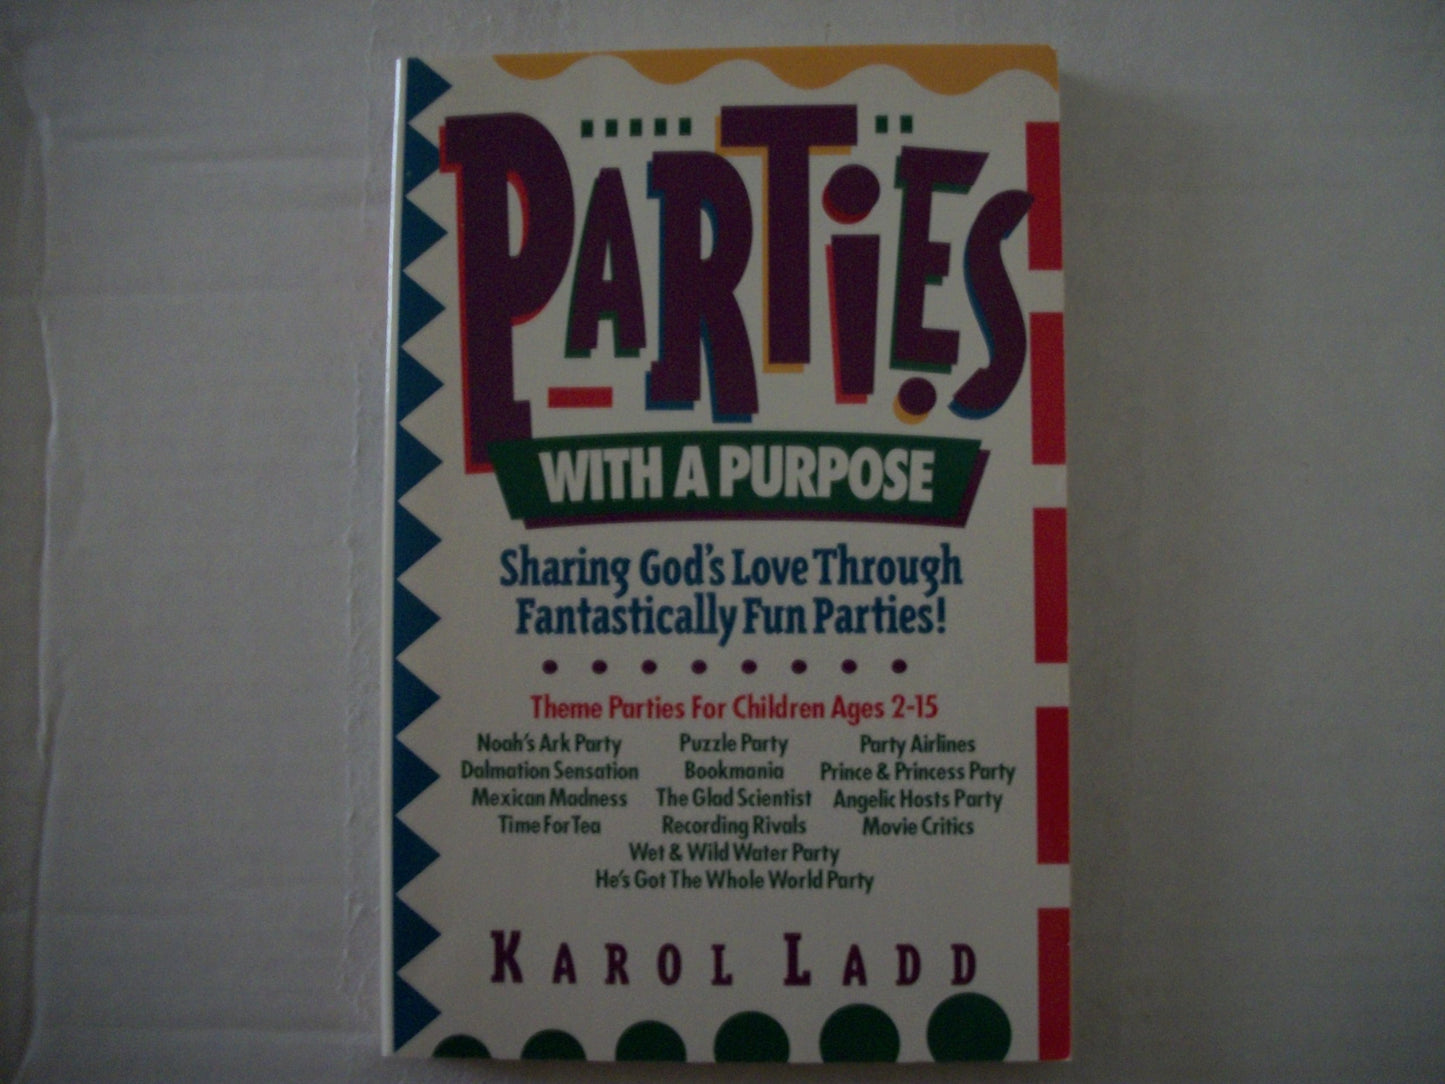 PARTIES
WITH A PURPOSE
Sharing God's Love Through
Fantastically Fun Parties!
Theme Parties For Children Ages 2-15
Noah's Ark Party Puzzle Party Party Airlines
Dalmation Sensation Bookmania Prince & Princess Party
Mexican Madness The Glad Scientist Angelic Hosts Party
Time For Tea Recording Rivals Movie Critics
Wet & Wild Water Party
He's Got The Whole World Party
KAROL LADD